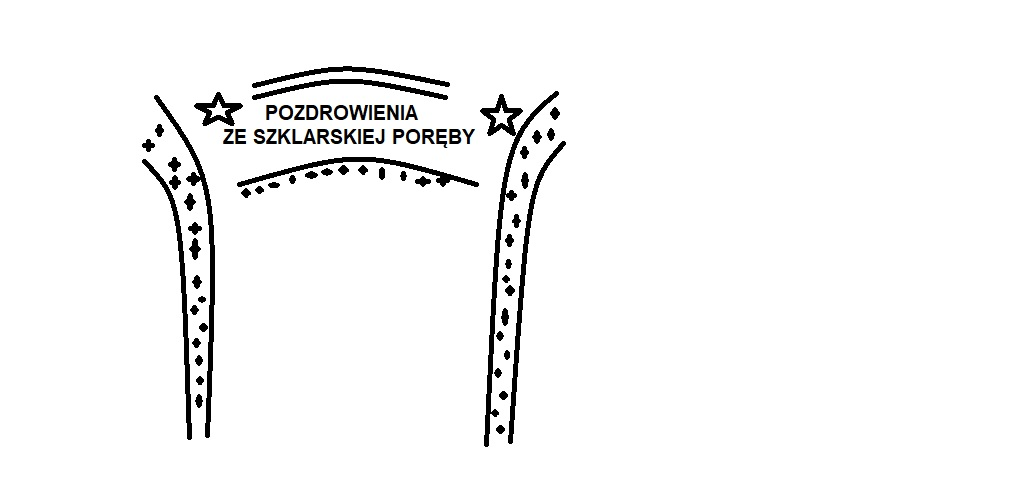 POZDROWIENIA
ZE SZKLARSKIEJ PORĘBY